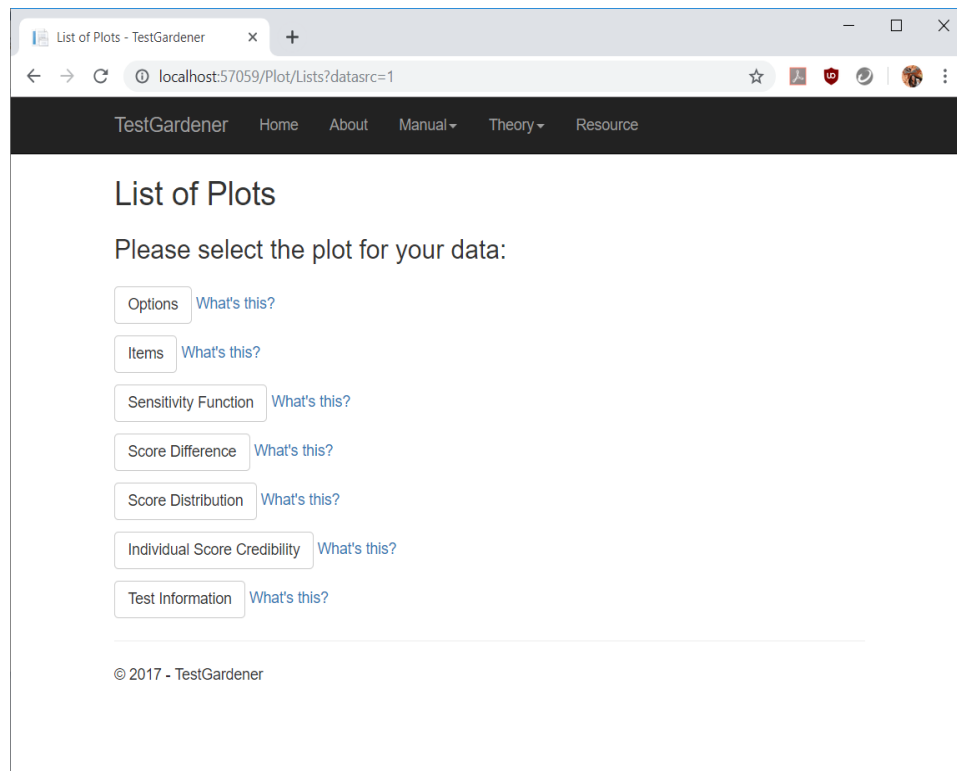 List of Plots - TestGardener
localhost:57059/Plot/Lists?datasrc=1
TestGardener Home About Manual Theory Resource
List of Plots
Please select the plot for your data:
Options What's this?
Items What's this?
Sensitivity Function What's this?
Score Difference What's this?
Score Distribution What's this?
Individual Score Credibility What's this?
Test Information What's this?
© 2017 - TestGardener